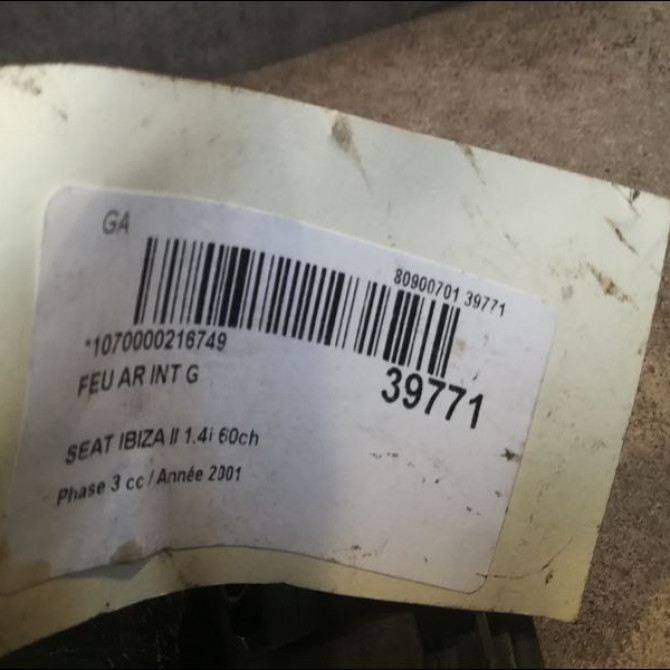 GA
80900701 39771
*1070000216749
39771
FEU AR INT G
SEAT IBIZA II 1.4i 60ch
Phase 3 cc / Année 2001